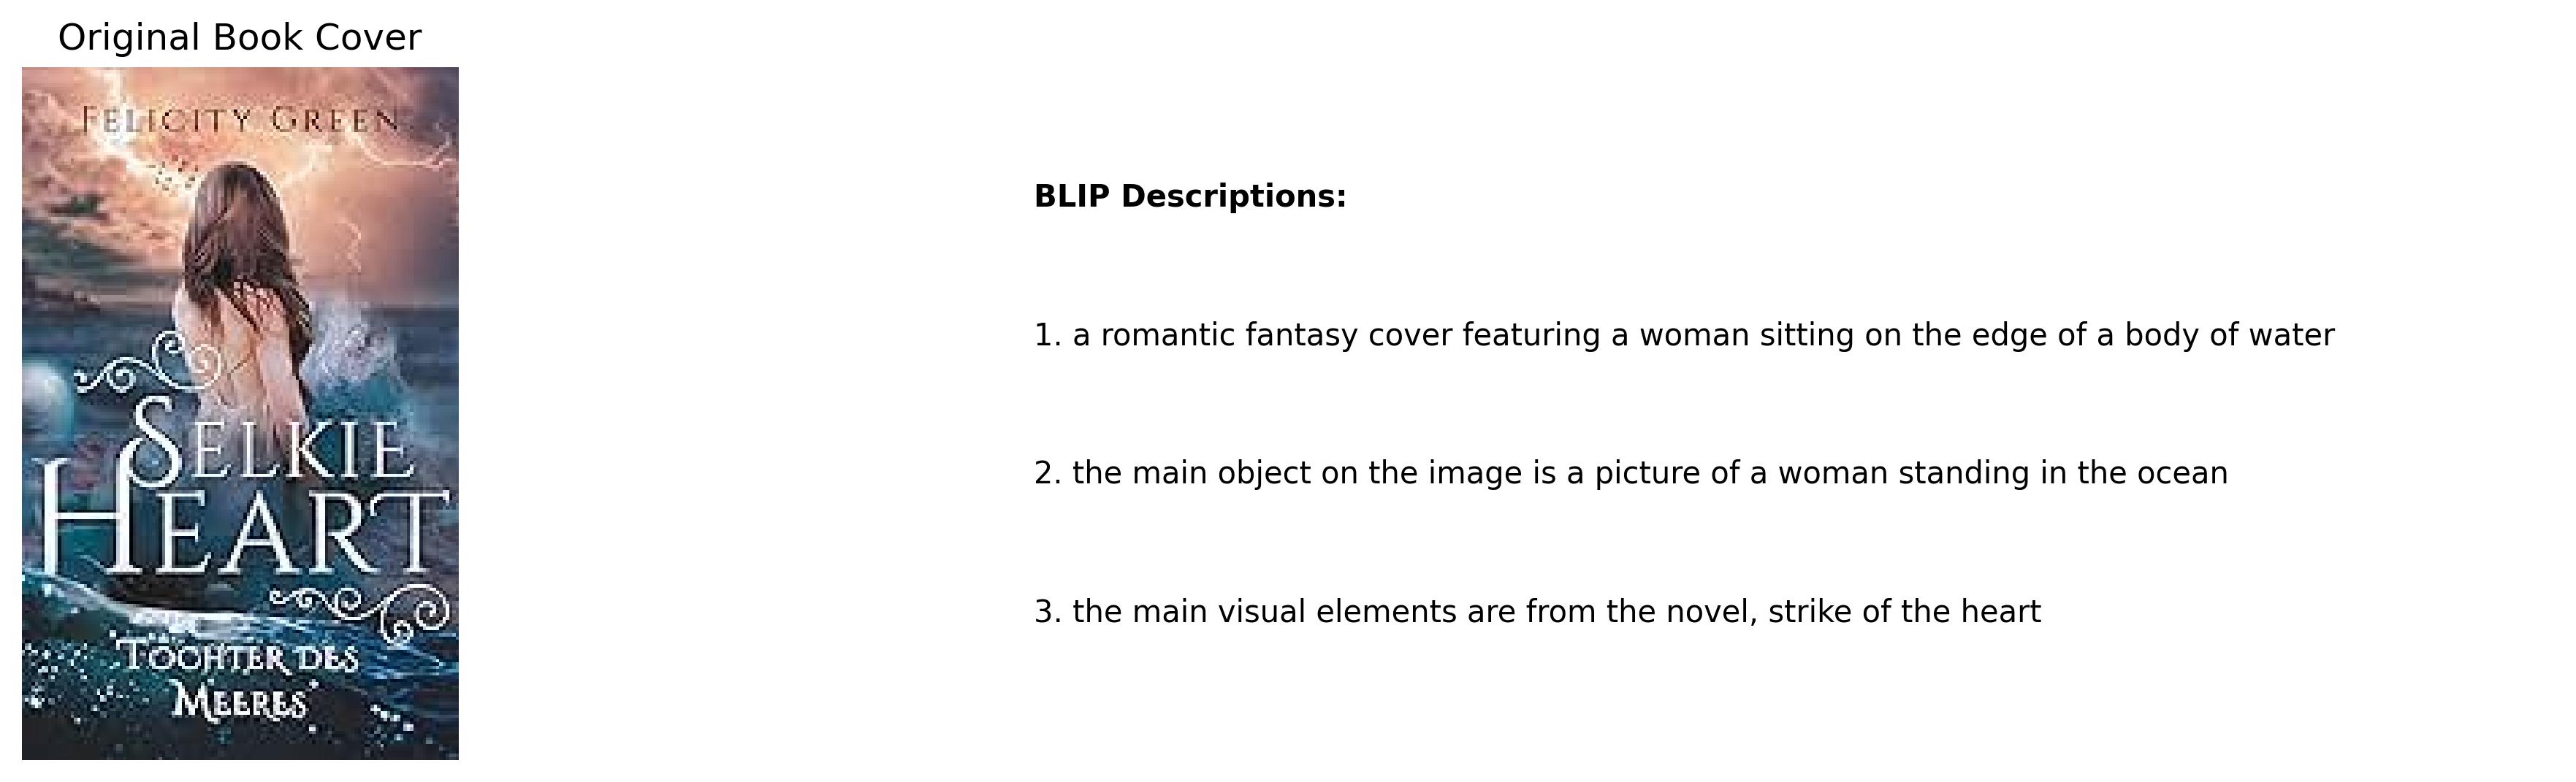 Original Book Cover
FELICITY GREEN
SELKIE
HEART
TOCHTER DES
MEERES
BLIP Descriptions:
1. a romantic fantasy cover featuring a woman sitting on the edge of a body of water
2. the main object on the image is a picture of a woman standing in the ocean
3. the main visual elements are from the novel, strike of the heart